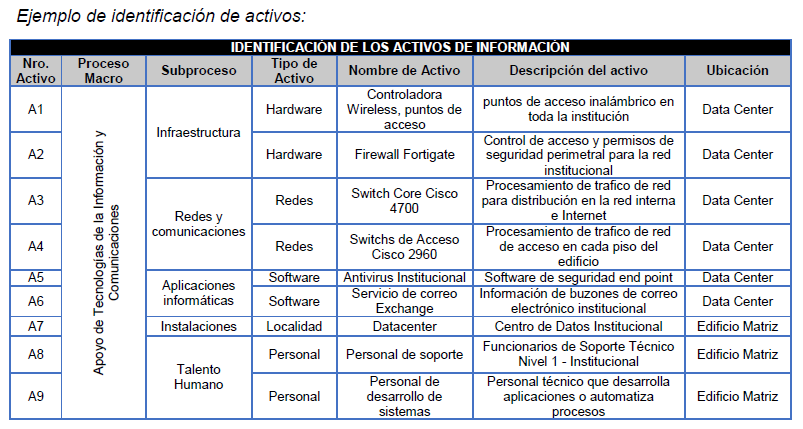 Ejemplo de identificación de activos:
IDENTIFICACIÓN DE LOS ACTIVOS DE INFORMACIÓN
Nro. Activo
Proceso Macro
Subproceso
Tipo de Activo
Nombre de Activo
Descripción del activo
Ubicación
Apoyo de Tecnologías de la Información y
Comunicaciones
A1
Infraestructura
Hardware
Controladora
Wireless, puntos de
acceso
puntos de acceso inalámbrico en
toda la institución
Data Center
A2
Hardware
Firewall Fortigate
Control de acceso y permisos de
seguridad perimetral para la red
institucional
Data Center
A3
Redes y
comunicaciones
Redes
Switch Core Cisco
4700
Procesamiento de trafico de red
para distribución en la red interna
e Internet
Data Center
A4
Redes
Switchs de Acceso
Cisco 2960
Procesamiento de trafico de red
de acceso en cada piso del
edificio
Data Center
A5
Aplicaciones
informáticas
Software
Antivirus Institucional
Software de seguridad end point
Data Center
A6
Software
Servicio de correo
Exchange
Información de buzones de correo
electrónico institucional
Data Center
A7
Instalaciones
Localidad
Datacenter
Centro de Datos Institucional
Edificio Matriz
A8
Talento
Humano
Personal
Personal de soporte
Funcionarios de Soporte Técnico
Nivel 1 - Institucional
Edificio Matriz
A9
Personal
Personal de
desarrollo de
sistemas
Personal técnico que desarrolla
aplicaciones o automatiza
procesos
Edificio Matriz